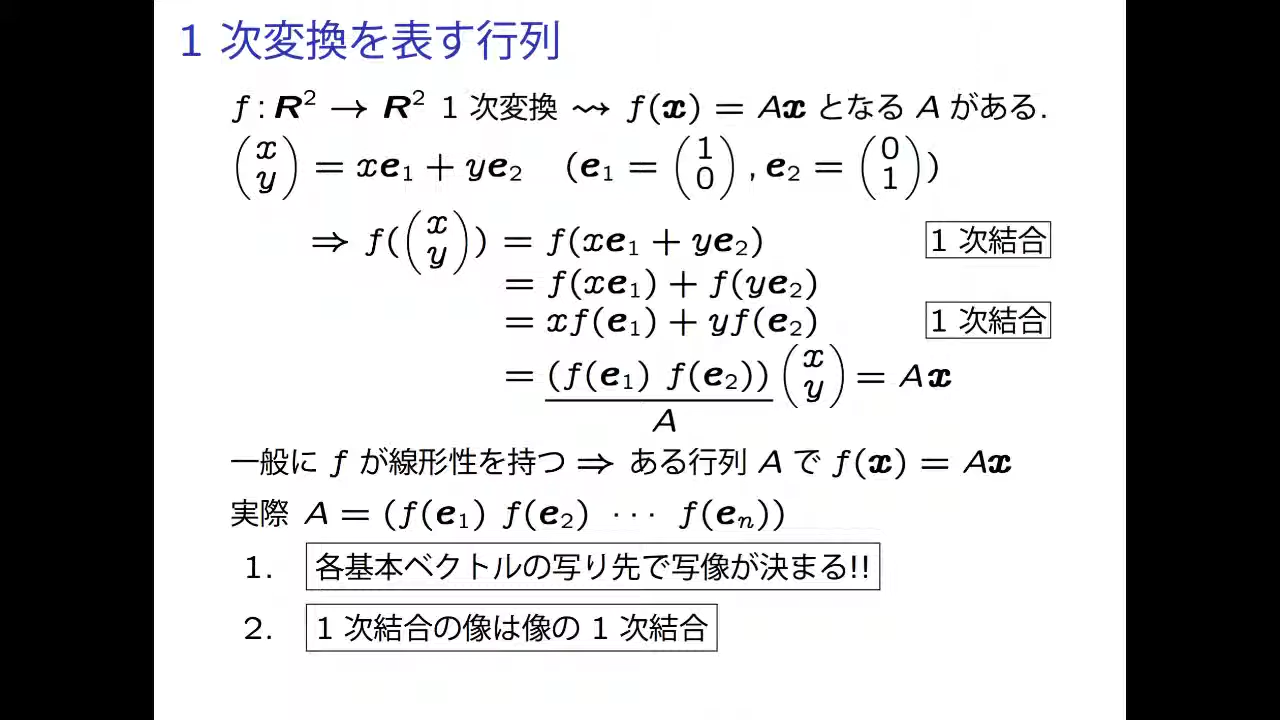 1 次変換を表す行列
f : R² → R² 1 次変換 ⇝ f(x) = Ax となる A がある.
(x y) = xe₁ + ye₂ (e₁ = (1 0), e₂ = (0 1))
⇒ f((x y)) = f(xe₁ + ye₂) 1 次結合
= f(xe₁) + f(ye₂)
= xf(e₁) + yf(e₂) 1 次結合
= (f(e₁) f(e₂)) (x y) = Ax
A
一般に f が線形性を持つ ⇒ ある行列 A で f(x) = Ax
実際 A = (f(e₁) f(e₂) ⋯ f(eₙ))
1. 各基本ベクトルの写り先で写像が決まる!!
2. 1 次結合の像は像の 1 次結合